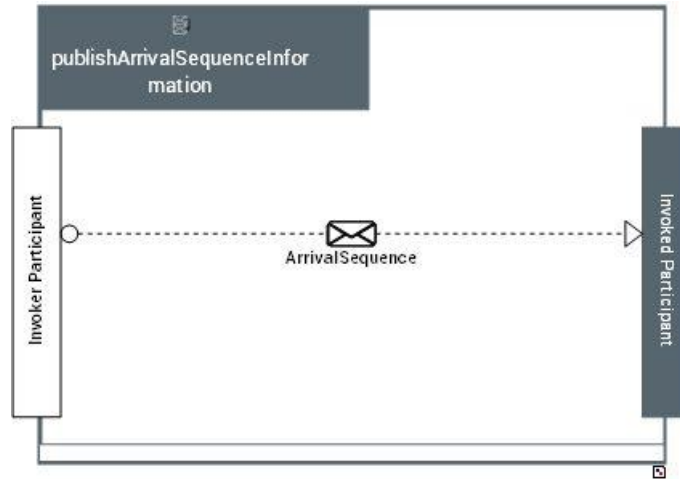 publishArrivalSequenceInfor
mation
Invoker Participant
ArrivalSequence
Invoked Participant